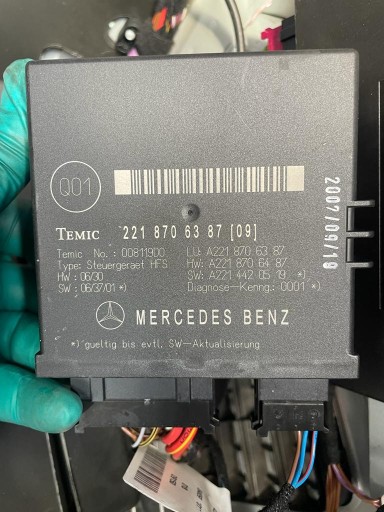 Q01
TEMIC 221 870 6387 [09]
Temic No.: 00811900 LU: A221 870 63 87
Type: Steuergeraet HFS HW: A221 870 64 87
HW : 06/30 SW: A221 442 05 19 *)
SW : 06/37/01 *) Diagnose-Kenng.: 0001 *)
MERCEDES BENZ
*) gueltig bis evtl. SW-Aktualisierung
2007/09/19